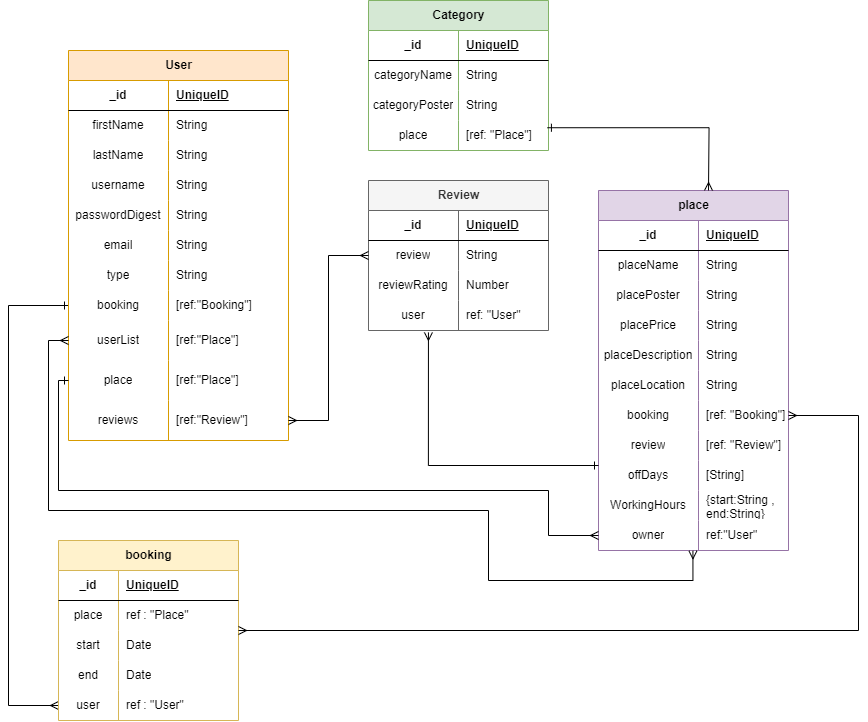 Category
_id UniqueID
categoryName String
categoryPoster String
place [ref: "Place"]
User
_id UniqueID
firstName String
lastName String
username String
passwordDigest String
email String
type String
booking [ref:"Booking"]
userList [ref:"Place"]
place [ref:"Place"]
reviews [ref:"Review"]
Review
_id UniqueID
review String
reviewRating Number
user ref: "User"
place
_id UniqueID
placeName String
placePoster String
placePrice String
placeDescription String
placeLocation String
booking [ref: "Booking"]
review [ref: "Review"]
offDays [String]
WorkingHours {start:String ,
end:String}
owner ref:"User"
booking
_id UniqueID
place ref : "Place"
start Date
end Date
user ref : "User"